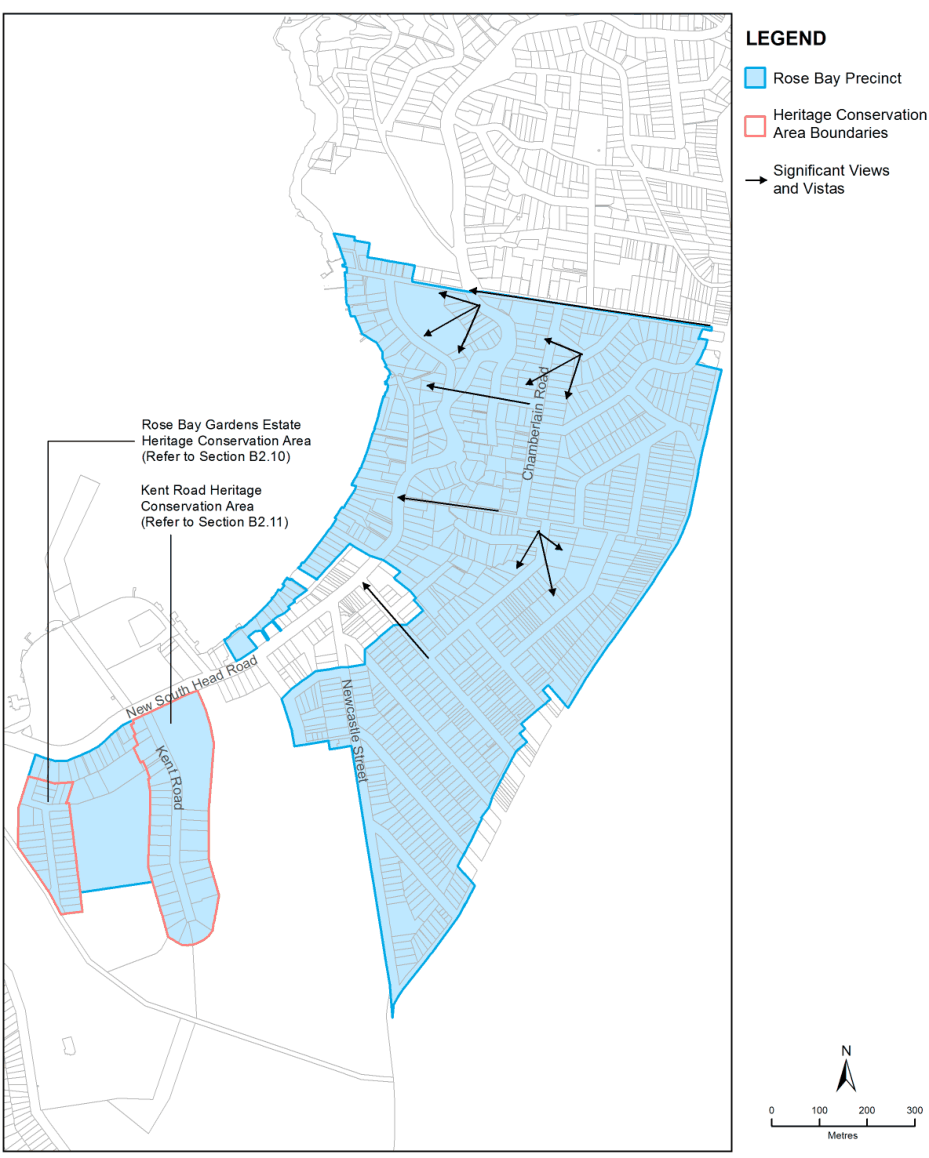 LEGEND
Rose Bay Precinct
Heritage Conservation
Area Boundaries
Significant Views
and Vistas
Rose Bay Gardens Estate
Heritage Conservation Area
(Refer to Section B2.10)
Kent Road Heritage
Conservation Area
(Refer to Section B2.11)
Chamberlain Road
New South Head Road
Newcastle Street
Kent Road
N
0 100 200 300
Metres